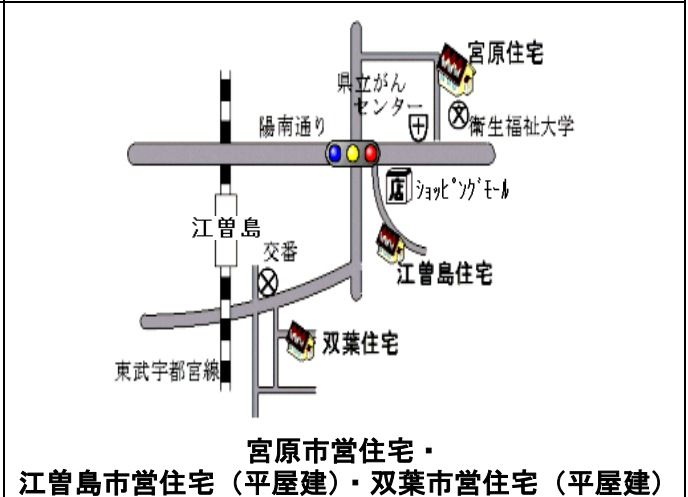 宮原住宅
県立がん
センター
陽南通り
衛生福祉大学
店
ショッピングモール
江曽島
交番
江曽島住宅
双葉住宅
東武宇都宮線
宮原市営住宅・
江曽島市営住宅（平屋建）・双葉市営住宅（平屋建）